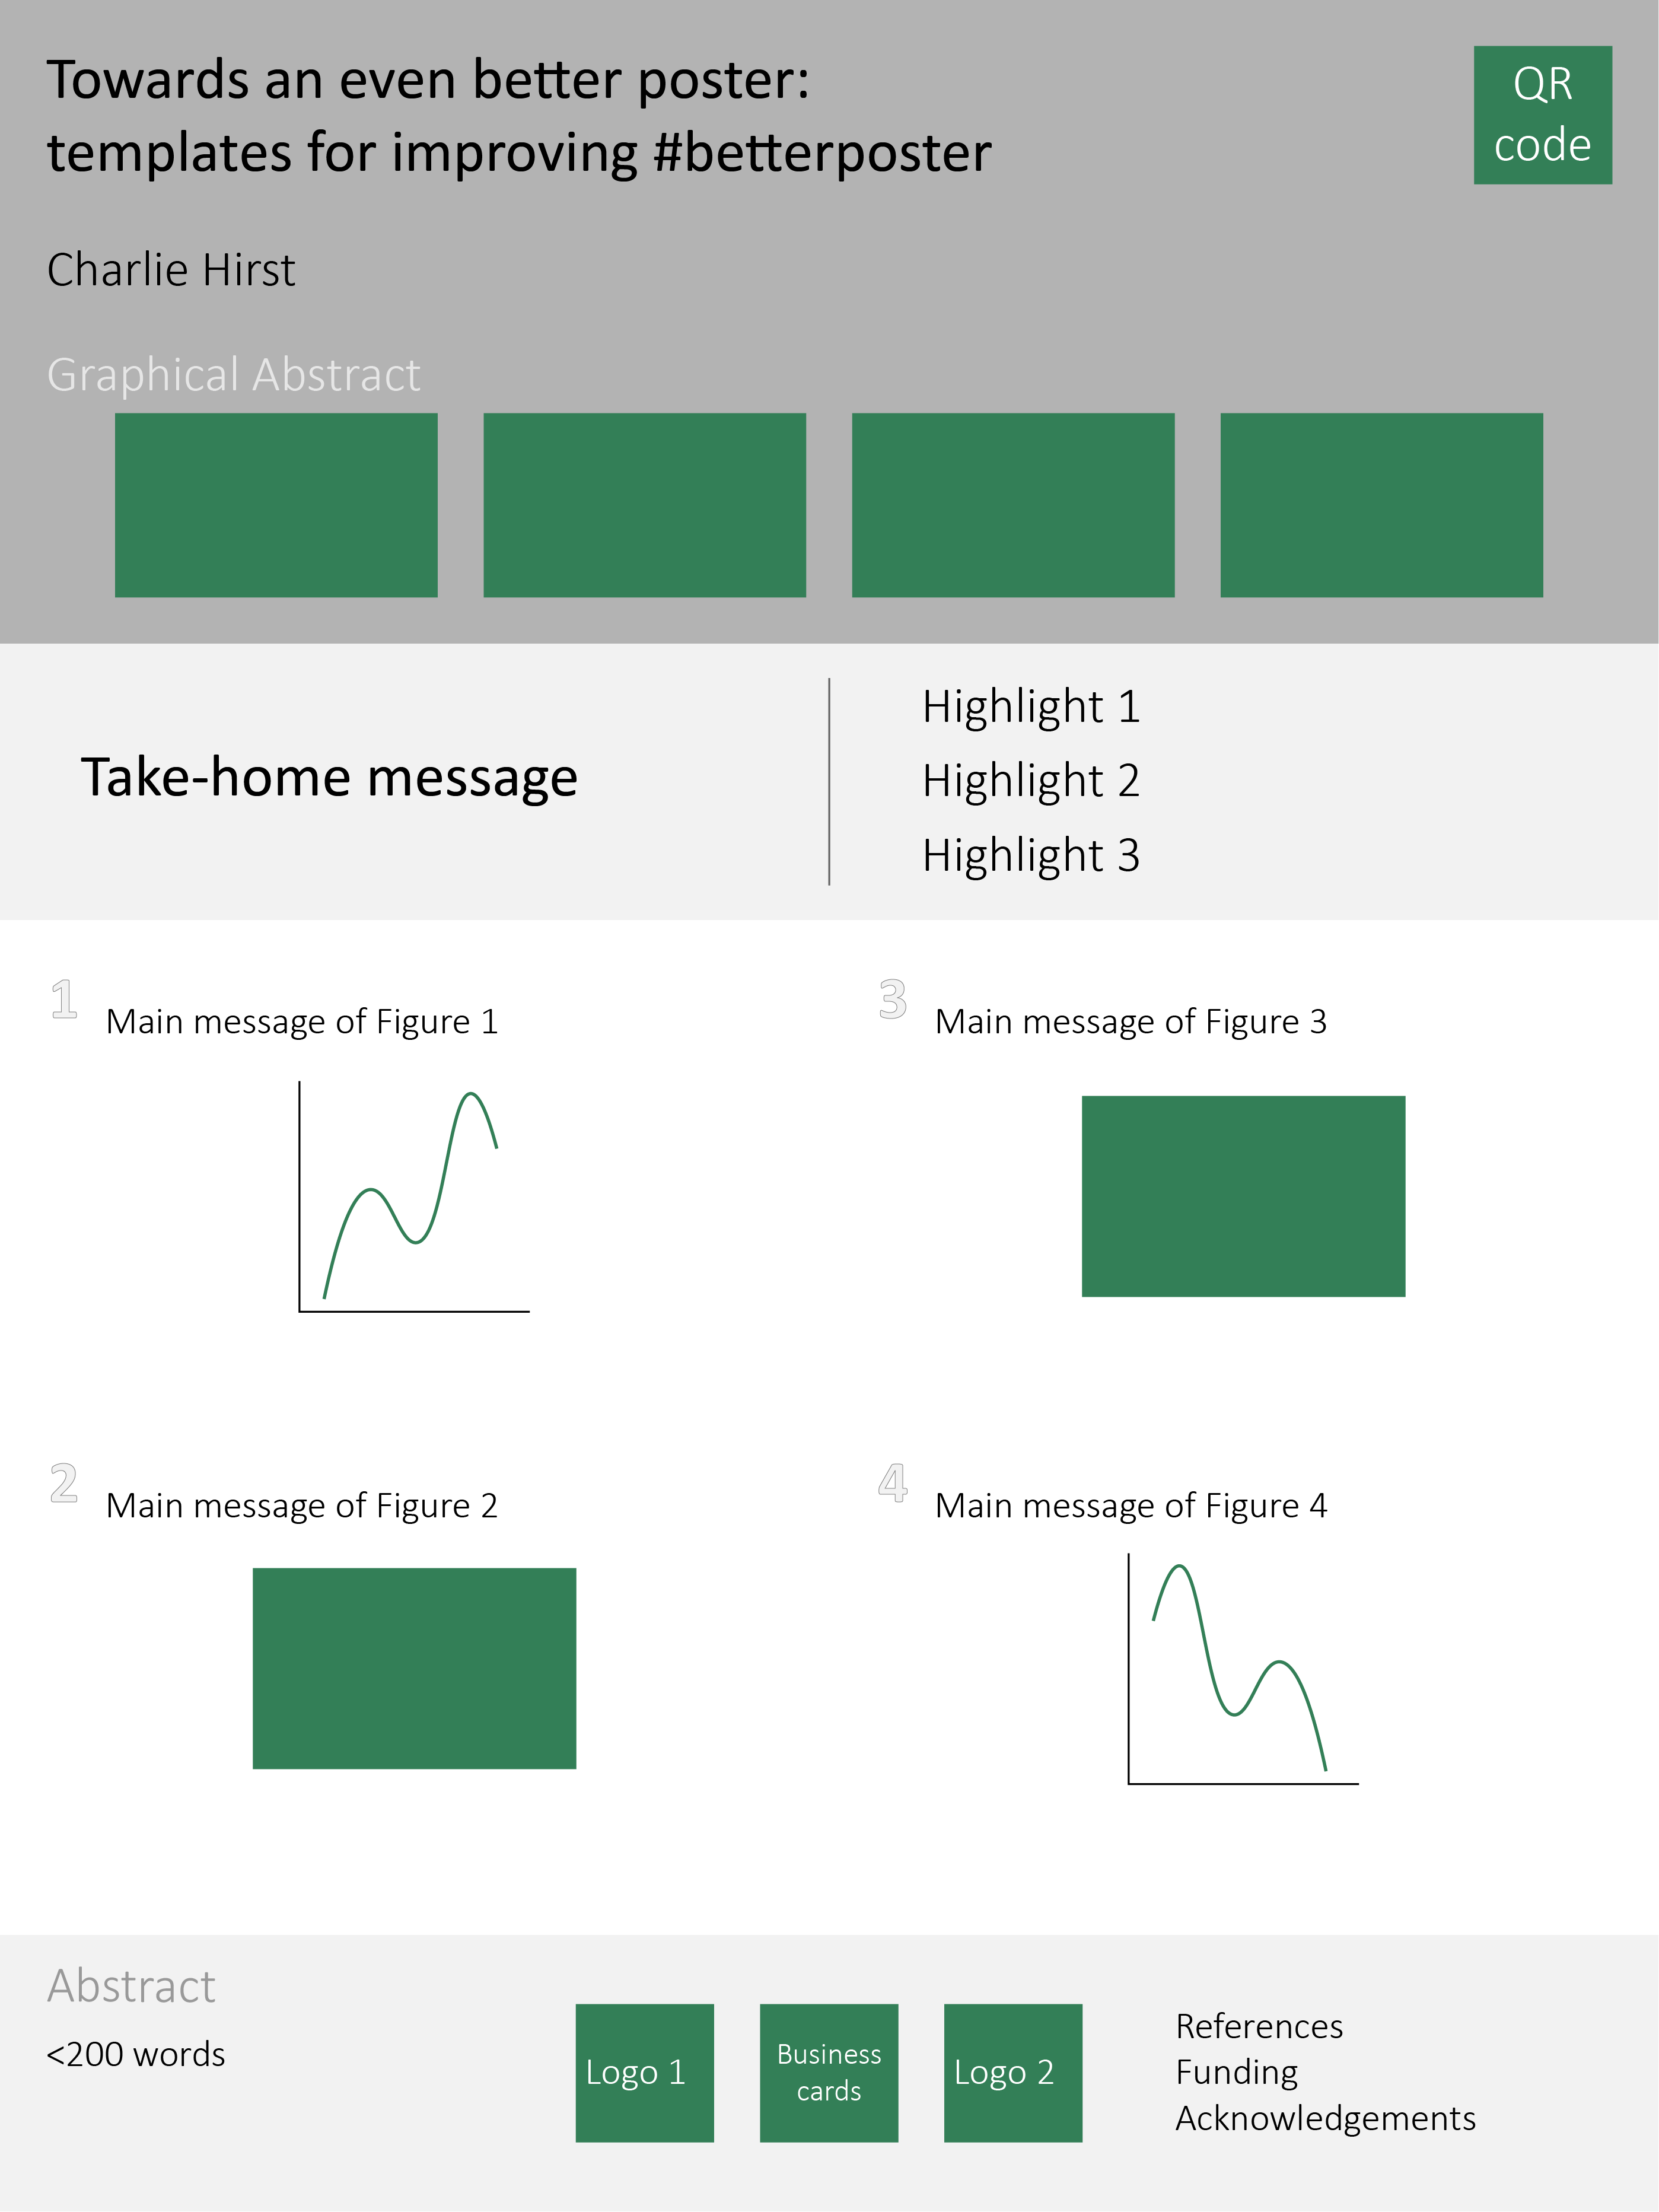 Towards an even better poster:
templates for improving #betterposter
QR
code
Charlie Hirst
Graphical Abstract
Take-home message
Highlight 1
Highlight 2
Highlight 3
1
Main message of Figure 1
2
Main message of Figure 2
3
Main message of Figure 3
4
Main message of Figure 4
Abstract
<200 words
Logo 1
Business
cards
Logo 2
References
Funding
Acknowledgements